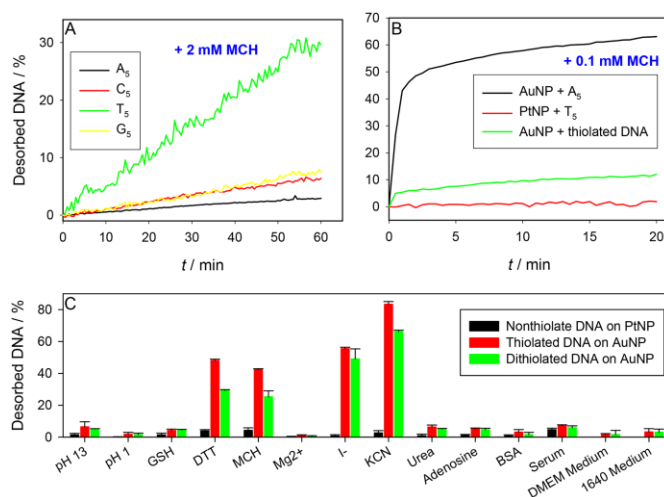 A
+ 2 mM MCH
Desorbed DNA / %
30
20
10
0
A5
C5
T5
G5
0 10 20 30 40 50 60
t / min
B
+ 0.1 mM MCH
Desorbed DNA / %
70
60
50
40
30
20
10
0
AuNP + A5
PtNP + T5
AuNP + thiolated DNA
0 5 10 15 20
t / min
C
Desorbed DNA / %
80
60
40
20
0
Nonthiolate DNA on PtNP
Thiolated DNA on AuNP
Dithiolated DNA on AuNP
pH 13
pH 1
GSH
DTT
MCH
Mg2+
I-
KCN
Urea
Adenosine
BSA
Serum
DMEM Medium
1640 Medium